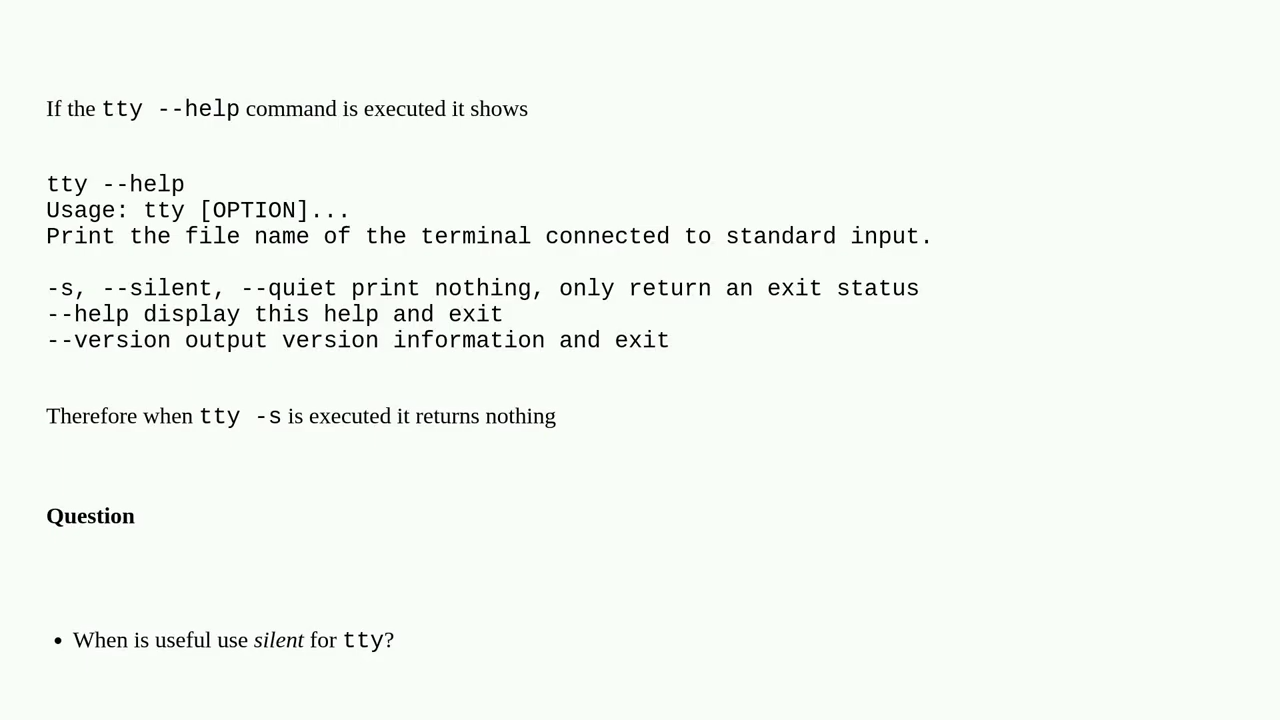 If the tty --help command is executed it shows
tty --help
Usage: tty [OPTION]...
Print the file name of the terminal connected to standard input.
-s, --silent, --quiet print nothing, only return an exit status
--help display this help and exit
--version output version information and exit
Therefore when tty -s is executed it returns nothing
Question
• When is useful use silent for tty?